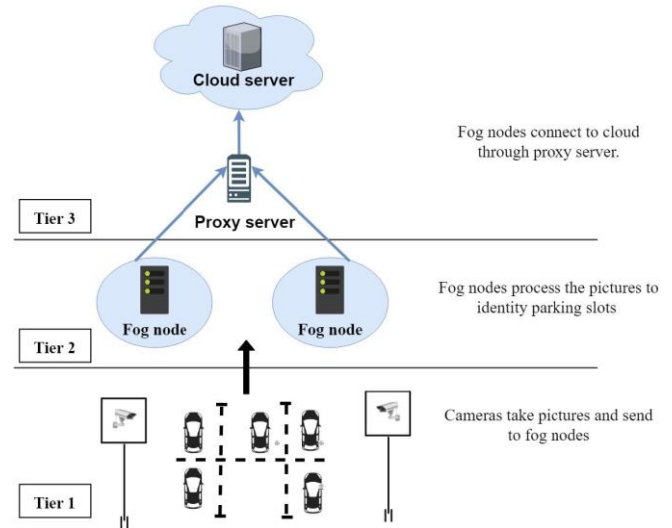 Cloud server
Fog nodes connect to cloud
through proxy server.
Tier 3
Proxy server
Fog node
Fog node
Fog nodes process the pictures to
identity parking slots
Tier 2
Cameras take pictures and send
to fog nodes
Tier 1